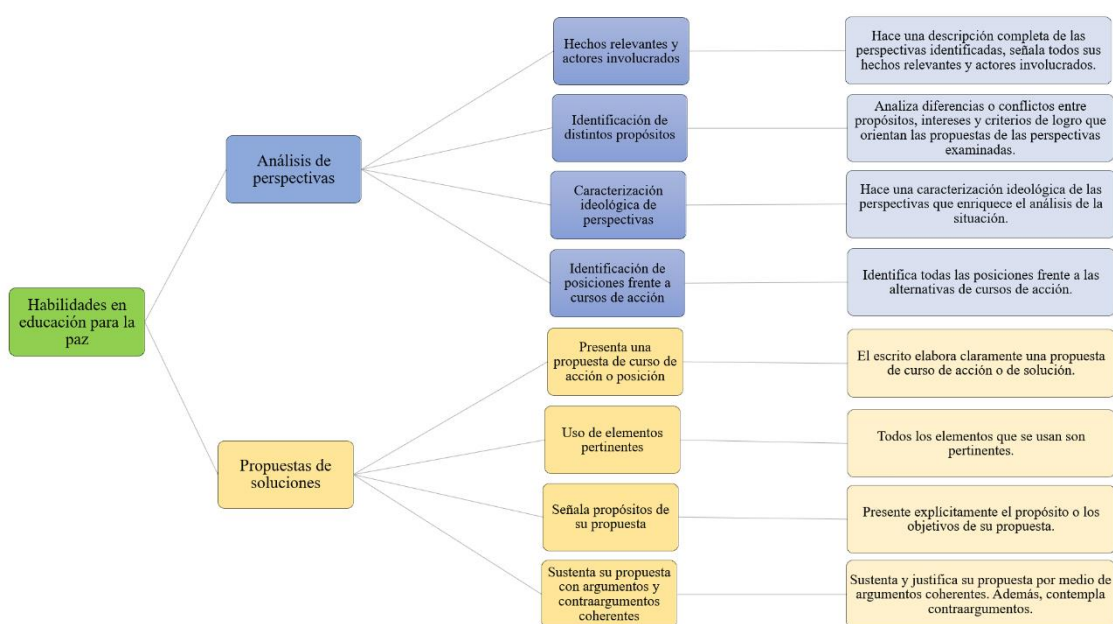 Habilidades en
educación para la
paz
Análisis de
perspectivas
Hechos relevantes y
actores involucrados
Hace una descripción completa de las
perspectivas identificadas, señala todos sus
hechos relevantes y actores involucrados.
Identificación de
distintos propósitos
Analiza diferencias o conflictos entre
propósitos, intereses y criterios de logro que
orientan las propuestas de las perspectivas
examinadas.
Caracterización
ideológica de
perspectivas
Hace una caracterización ideológica de las
perspectivas que enriquece el análisis de la
situación.
Identificación de
posiciones frente a
cursos de acción
Identifica todas las posiciones frente a las
alternativas de cursos de acción.
Propuestas de
soluciones
Presenta una
propuesta de curso de
acción o posición
El escrito elabora claramente una propuesta
de curso de acción o de solución.
Uso de elementos
pertinentes
Todos los elementos que se usan son
pertinentes.
Señala propósitos de
su propuesta
Presente explícitamente el propósito o los
objetivos de su propuesta.
Sustenta su propuesta
con argumentos y
contraargumentos
coherentes
Sustenta y justifica su propuesta por medio de
argumentos coherentes. Además, contempla
contraargumentos.